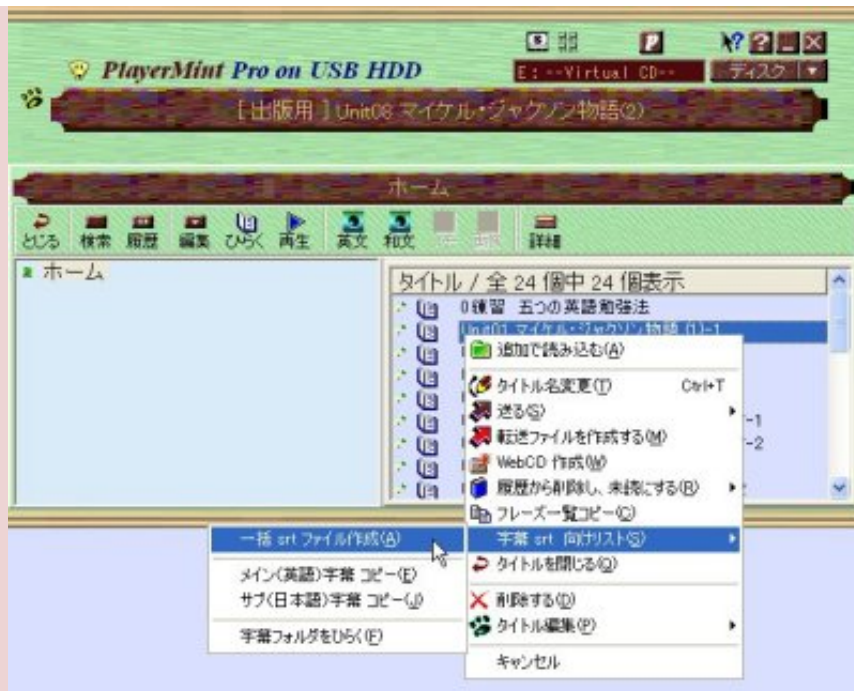 PlayerMint Pro on USB HDD
E: --Virtual CD--
ディスク
[ 出版用 ] Unit08 マイケル・ジャクソン物語(2)
ホーム
とじる 検索 履歴 編集 ひらく 再生 英文 和文 詳細
ホーム
タイトル / 全 24 個中 24 個表示
0練習 五つの英語勉強法
Unit01 マイケル・ジャクソン物語 (1)-1
追加で読み込む(A)
タイトル名変更(T) Ctrl+T
送る(S)
-1
転送ファイルを作成する(M)
-2
WebCD 作成(W)
履歴から削除し、未読にする(R)
フレーズ一覧コピー(C)
字幕 srt 向けリスト(S)
一括 srt ファイル作成(A)
メイン(英語)字幕 コピー(E)
サブ(日本語)字幕 コピー(J)
字幕フォルダをひらく(F)
タイトルを閉じる(Q)
削除する(D)
タイトル編集(P)
キャンセル